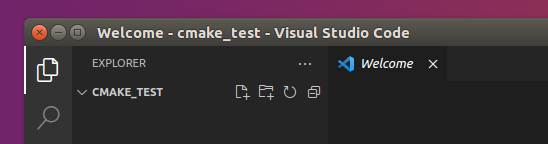 Welcome - cmake_test - Visual Studio Code
EXPLORER
Welcome
CMAKE_TEST